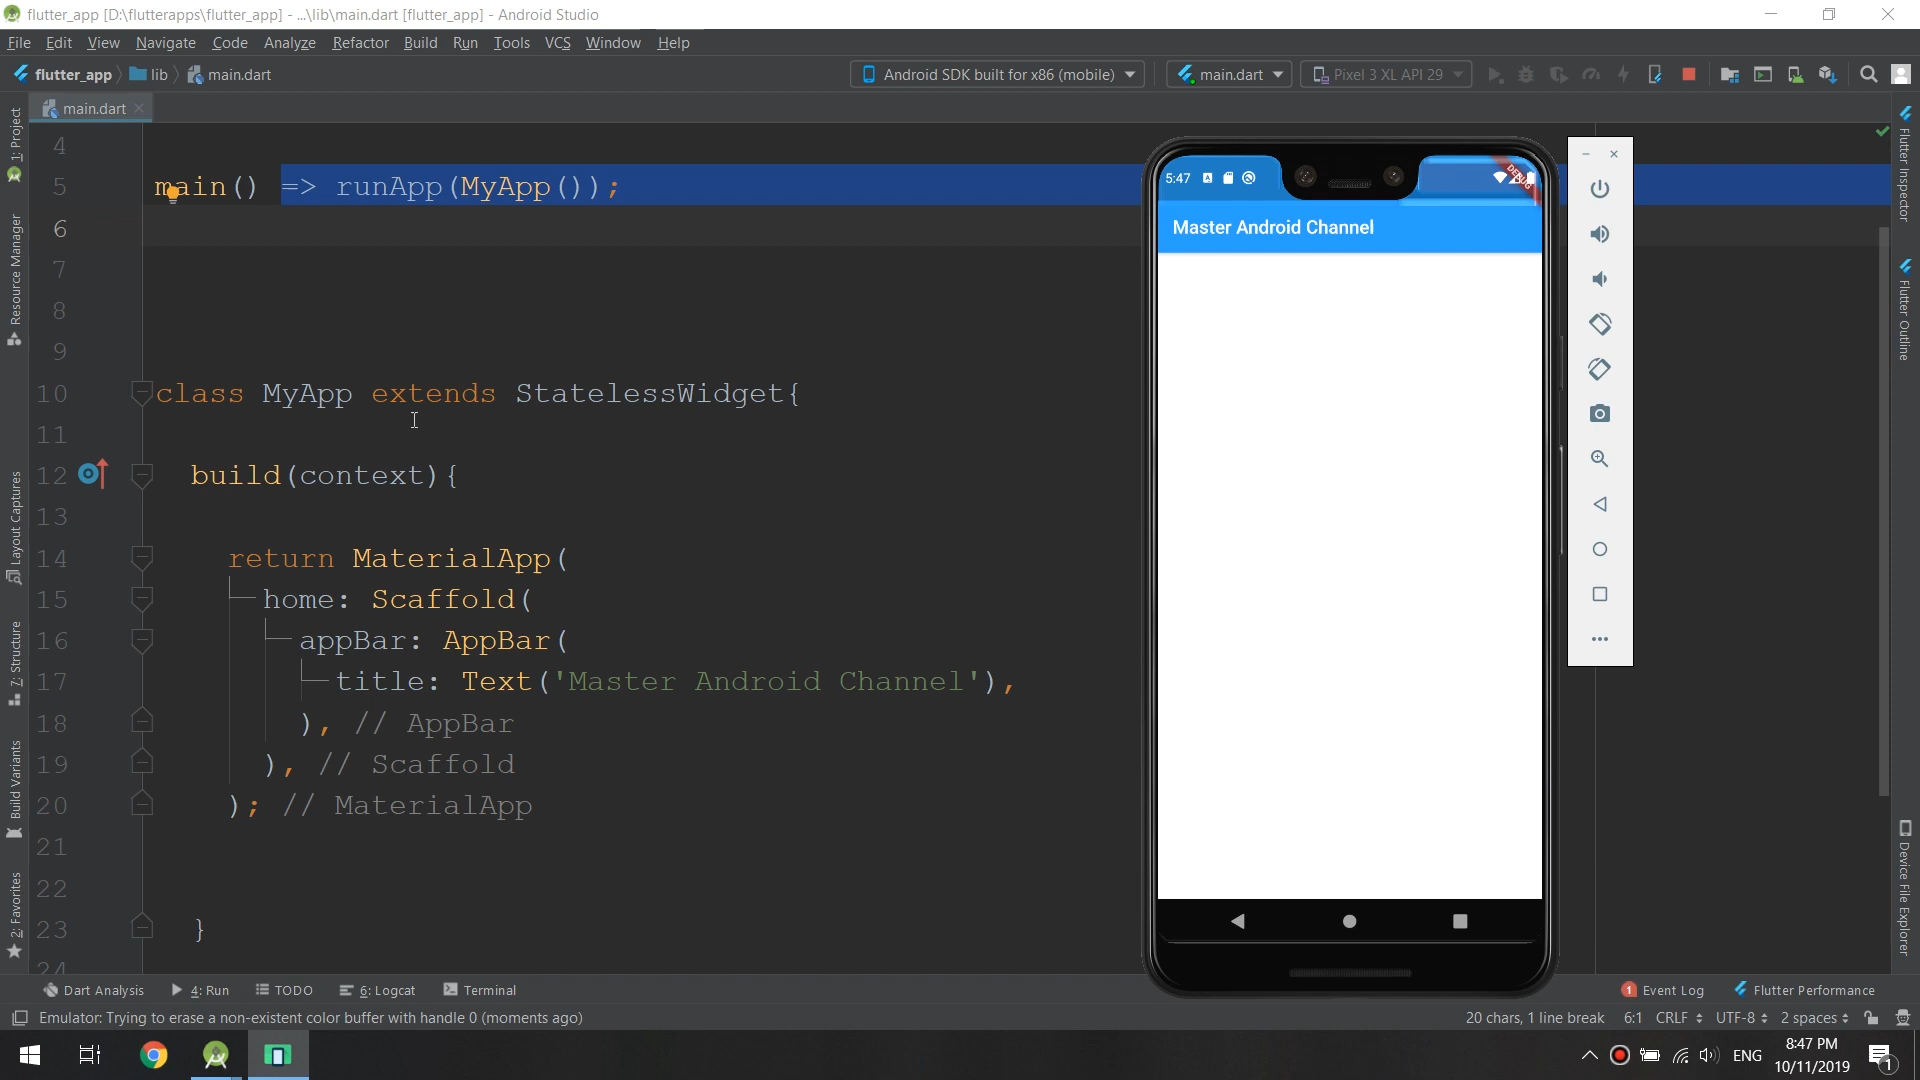 flutter_app [D:\flutterapps\flutter_app] - ...\lib\main.dart [flutter_app] - Android Studio
File Edit View Navigate Code Analyze Refactor Build Run Tools VCS Window Help
flutter_app lib main.dart Android SDK built for x86 (mobile) main.dart Pixel 3 XL API 29
main.dart
4
5 main() => runApp(MyApp());
6
7
8
9
10 class MyApp extends StatelessWidget{
11
12 build(context){
13
14 return MaterialApp(
15 home: Scaffold(
16 appBar: AppBar(
17 title: Text('Master Android Channel'),
18 ), // AppBar
19 ), // Scaffold
20 ); // MaterialApp
21
22
23 }
24
1: Project
Resource Manager
Layout Captures
7: Structure
Build Variants
2: Favorites
5:47
DEBUG
Master Android Channel
Flutter Inspector
Flutter Outline
Device File Explorer
Dart Analysis 4: Run TODO 6: Logcat Terminal 1 Event Log Flutter Performance
Emulator: Trying to erase a non-existent color buffer with handle 0 (moments ago) 20 chars, 1 line break 6:1 CRLF UTF-8 2 spaces
ENG 8:47 PM
10/11/2019 1